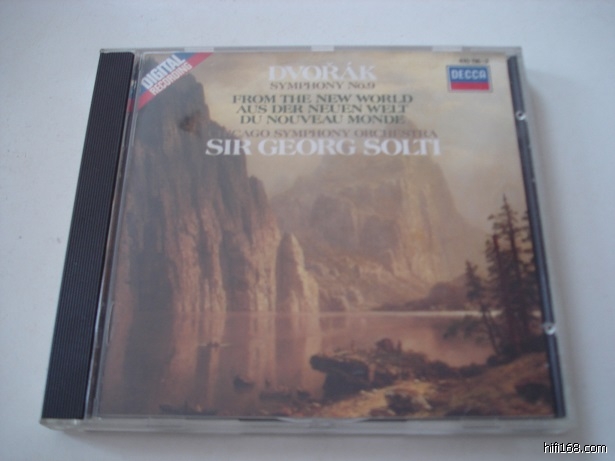 DIGITAL
RECORDING
DVOŘÁK
SYMPHONY NO.9
FROM THE NEW WORLD
AUS DER NEUEN WELT
DU NOUVEAU MONDE
CHICAGO SYMPHONY ORCHESTRA
SIR GEORG SOLTI
DECCA
hifi168.com